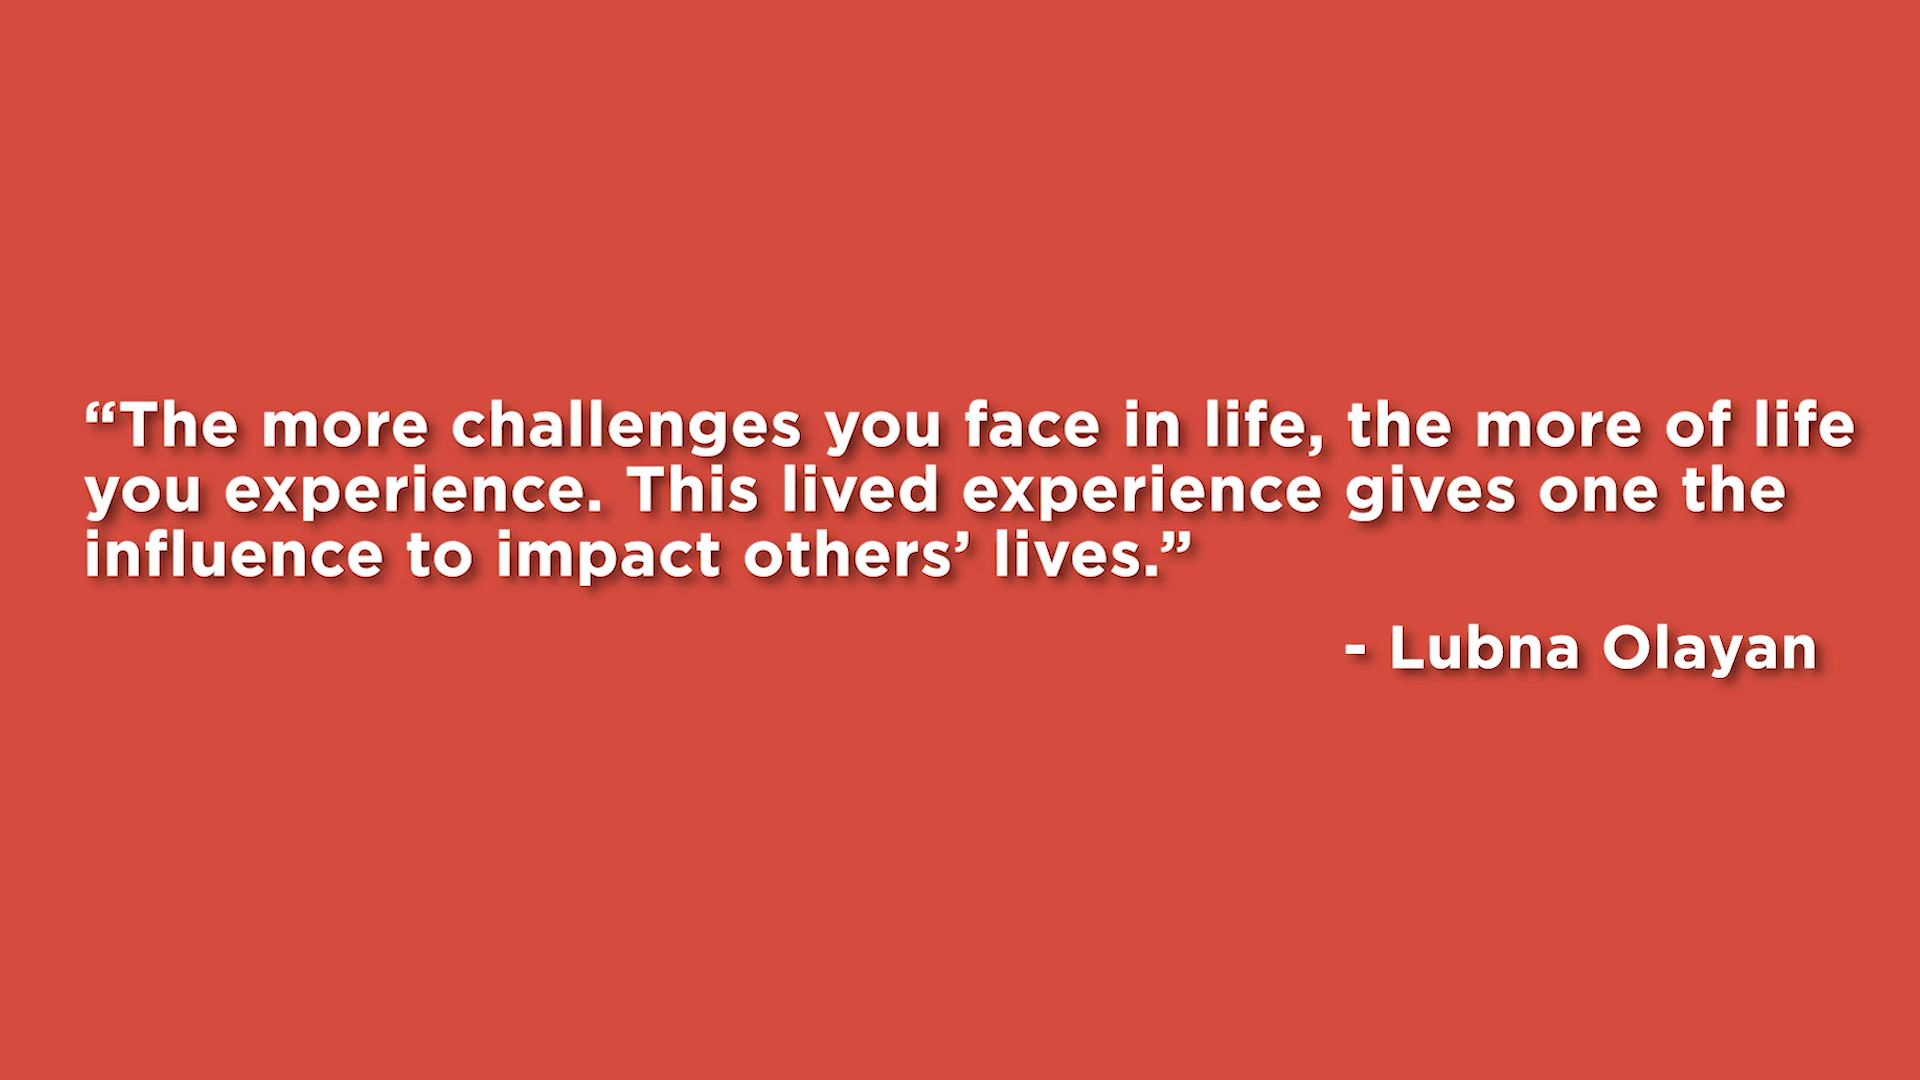 “The more challenges you face in life, the more of life
you experience. This lived experience gives one the
influence to impact others’ lives.”
- Lubna Olayan